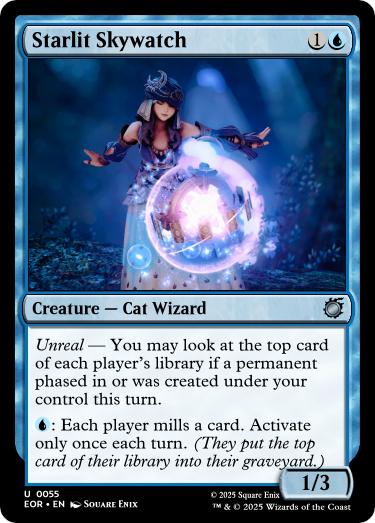 Starlit Skywatch 1
Creature — Cat Wizard
Unreal — You may look at the top card
of each player's library if a permanent
phased in or was created under your
control this turn.
: Each player mills a card. Activate
only once each turn. (They put the top
card of their library into their graveyard.)
1/3
U 0055
EOR • EN SQUARE ENIX
© 2025 Square Enix
™ & © 2025 Wizards of the Coast